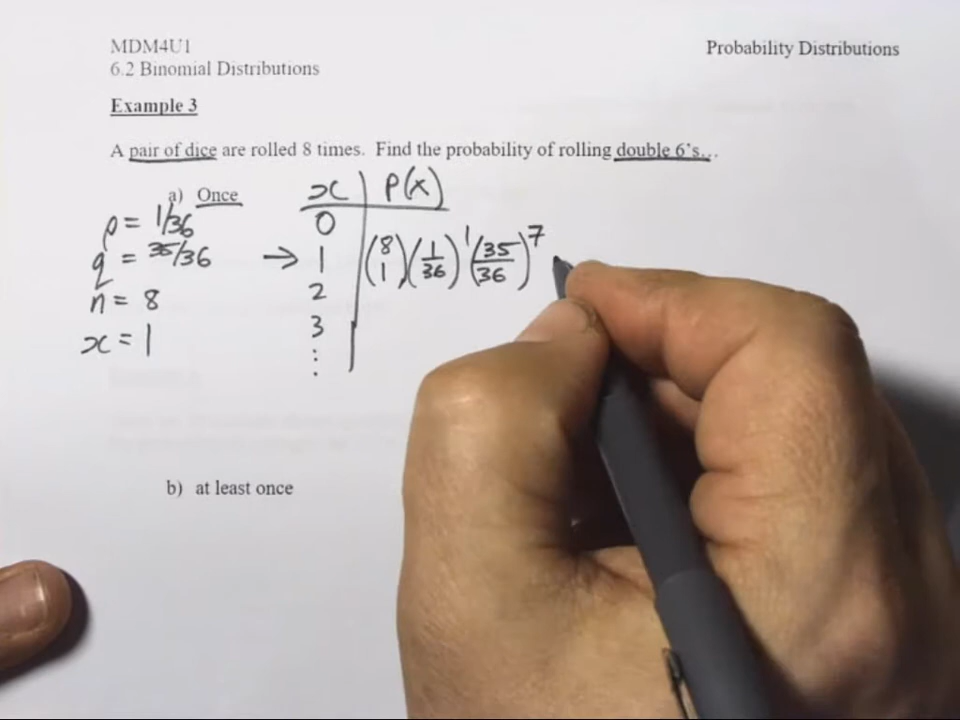 MDM4U1 Probability Distributions
6.2 Binomial Distributions
Example 3
A pair of dice are rolled 8 times. Find the probability of rolling double 6's...
a) Once
x | P(x)
p = 1/36
0
q = 35/36
→ 1 (8 1)(1/36)^1(35/36)^7
n = 8
2
x = 1
3
⋮
b) at least once